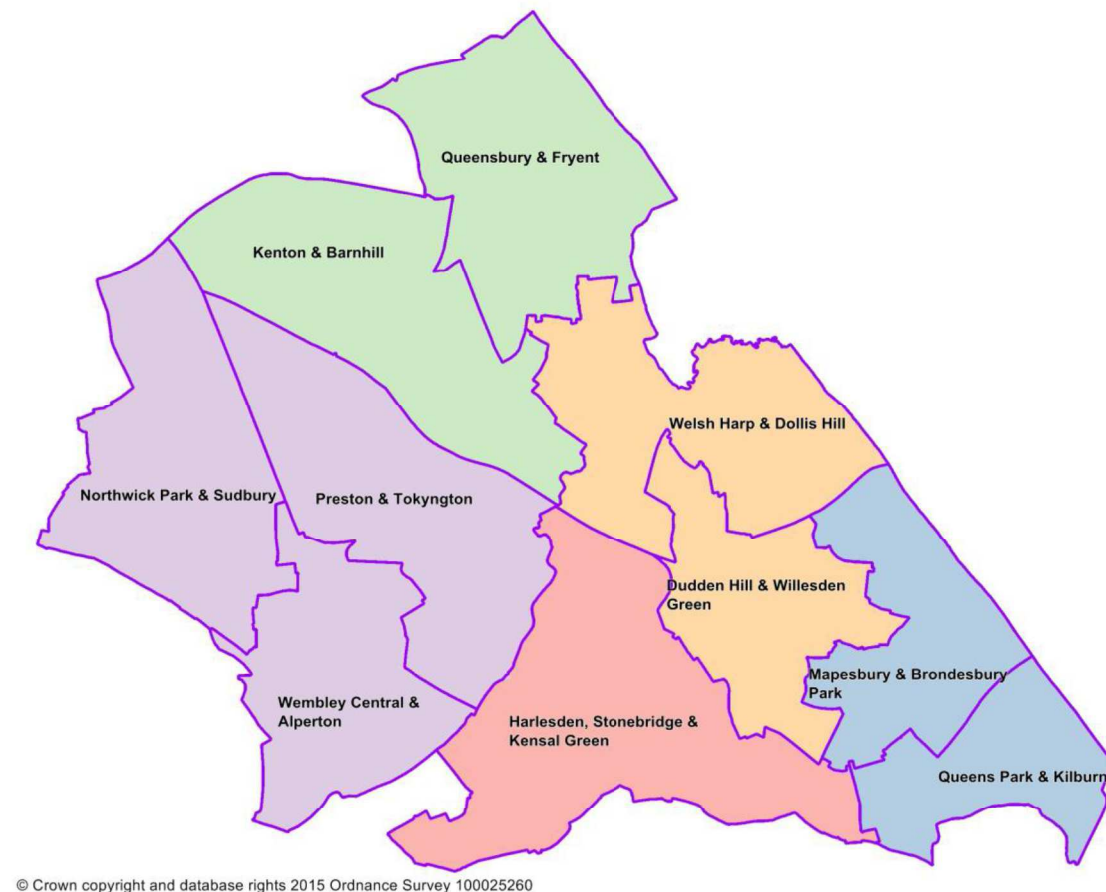 Queensbury & Fryent
Kenton & Barnhill
Welsh Harp & Dollis Hill
Northwick Park & Sudbury
Preston & Tokyngton
Dudden Hill & Willesden
Green
Mapesbury & Brondesbury
Park
Wembley Central &
Alperton
Harlesden, Stonebridge &
Kensal Green
Queens Park & Kilburn
© Crown copyright and database rights 2015 Ordnance Survey 100025260